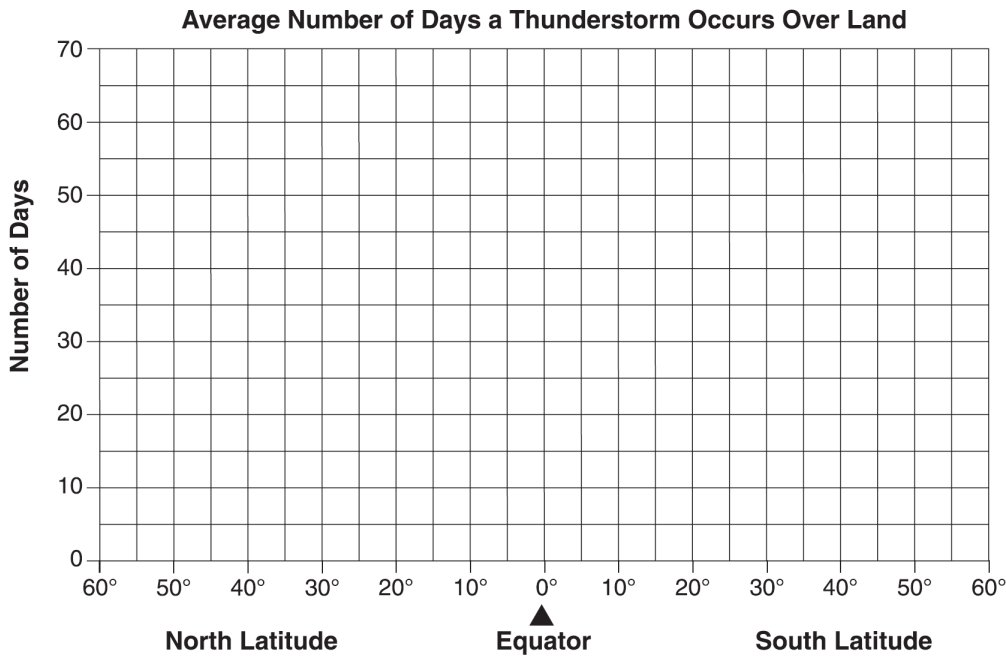 Average Number of Days a Thunderstorm Occurs Over Land
Number of Days
70
60
50
40
30
20
10
0
60° 50° 40° 30° 20° 10° 0° 10° 20° 30° 40° 50° 60°
North Latitude Equator South Latitude